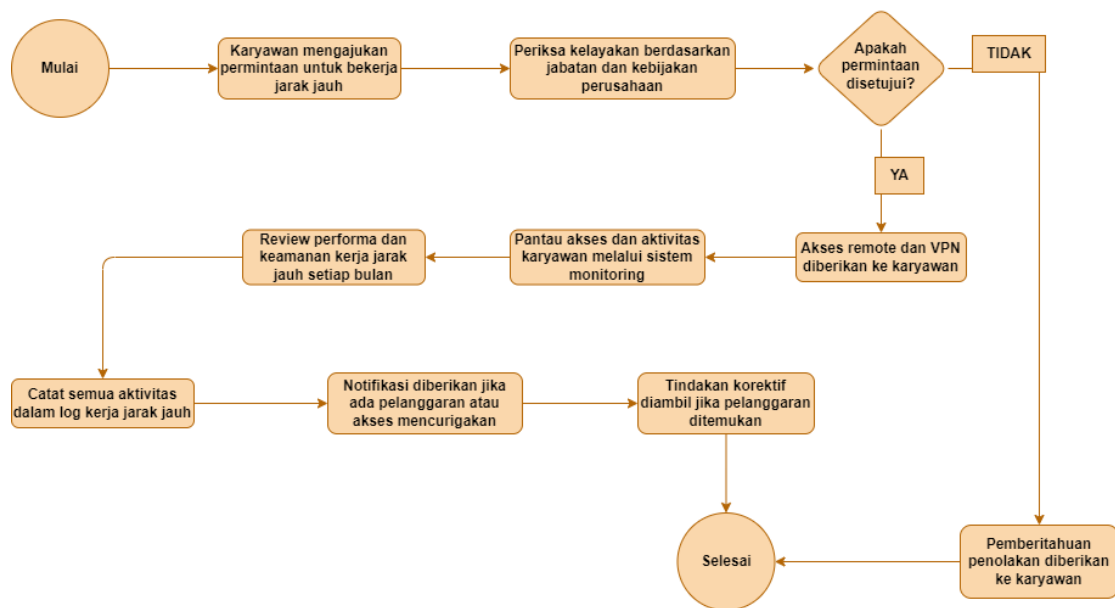 Mulai
Karyawan mengajukan
permintaan untuk bekerja
jarak jauh
Periksa kelayakan berdasarkan
jabatan dan kebijakan
perusahaan
Apakah
permintaan
disetujui?
TIDAK
YA
Akses remote dan VPN
diberikan ke karyawan
Pantau akses dan aktivitas
karyawan melalui sistem
monitoring
Review performa dan
keamanan kerja jarak
jauh setiap bulan
Catat semua aktivitas
dalam log kerja jarak jauh
Notifikasi diberikan jika
ada pelanggaran atau
akses mencurigakan
Tindakan korektif
diambil jika pelanggaran
ditemukan
Selesai
Pemberitahuan
penolakan diberikan
ke karyawan